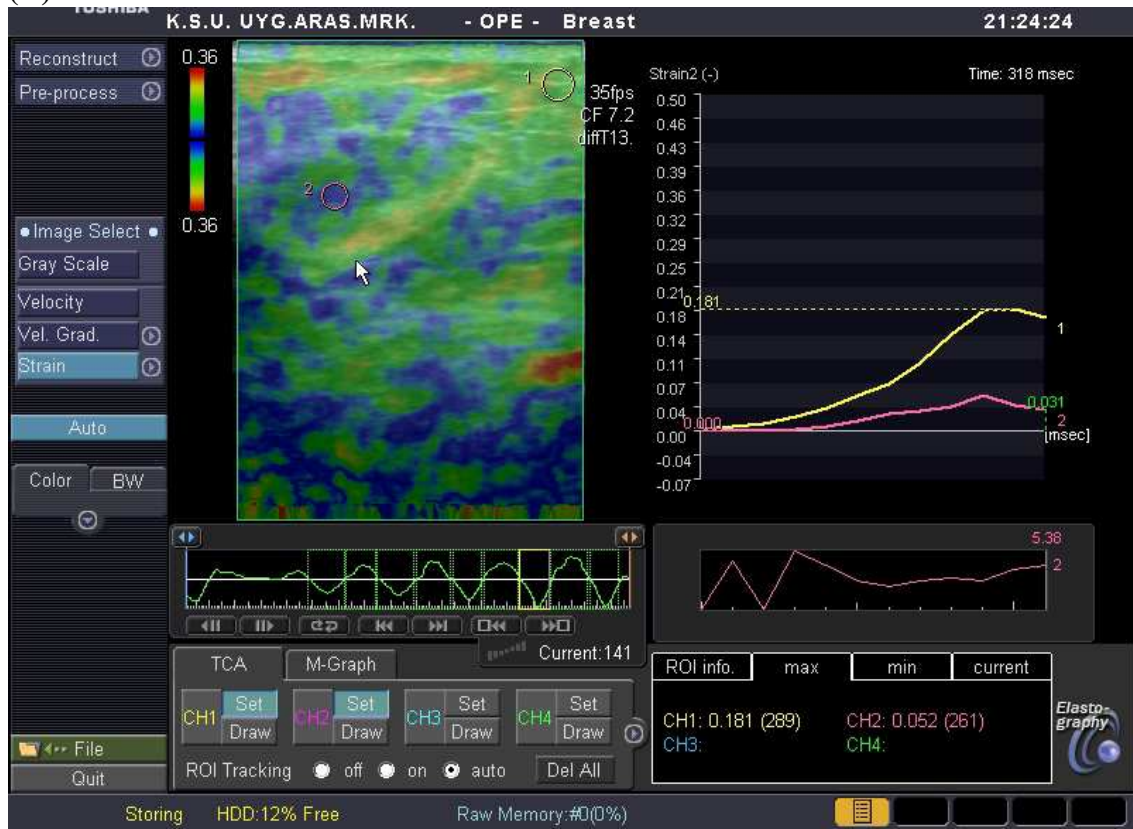 TOSHIBA
K.S.U. UYG.ARAS.MRK. - OPE - Breast 21:24:24
Reconstruct
Pre-process
0.36
0.36
1
35fps
CF 7.2
diffT13.
2
Image Select
Gray Scale
Velocity
Vel. Grad.
Strain
Auto
Color BW
Strain2 (-) Time: 318 msec
0.50
0.46
0.43
0.39
0.36
0.32
0.29
0.25
0.21
0.181
0.18
1
0.14
0.11
0.07
0.031
0.04
0.000
2
0.00
[msec]
-0.04
-0.07
5.38
2
Current:141
TCA M-Graph
CH1 Set Draw
CH2 Set Draw
CH3 Set Draw
CH4 Set Draw
ROI Tracking off on auto Del All
ROI info. max min current
CH1: 0.181 (289) CH2: 0.052 (261)
CH3: CH4:
Elasto-
graphy
File
Quit
Storing HDD:12% Free Raw Memory:#0(0%)